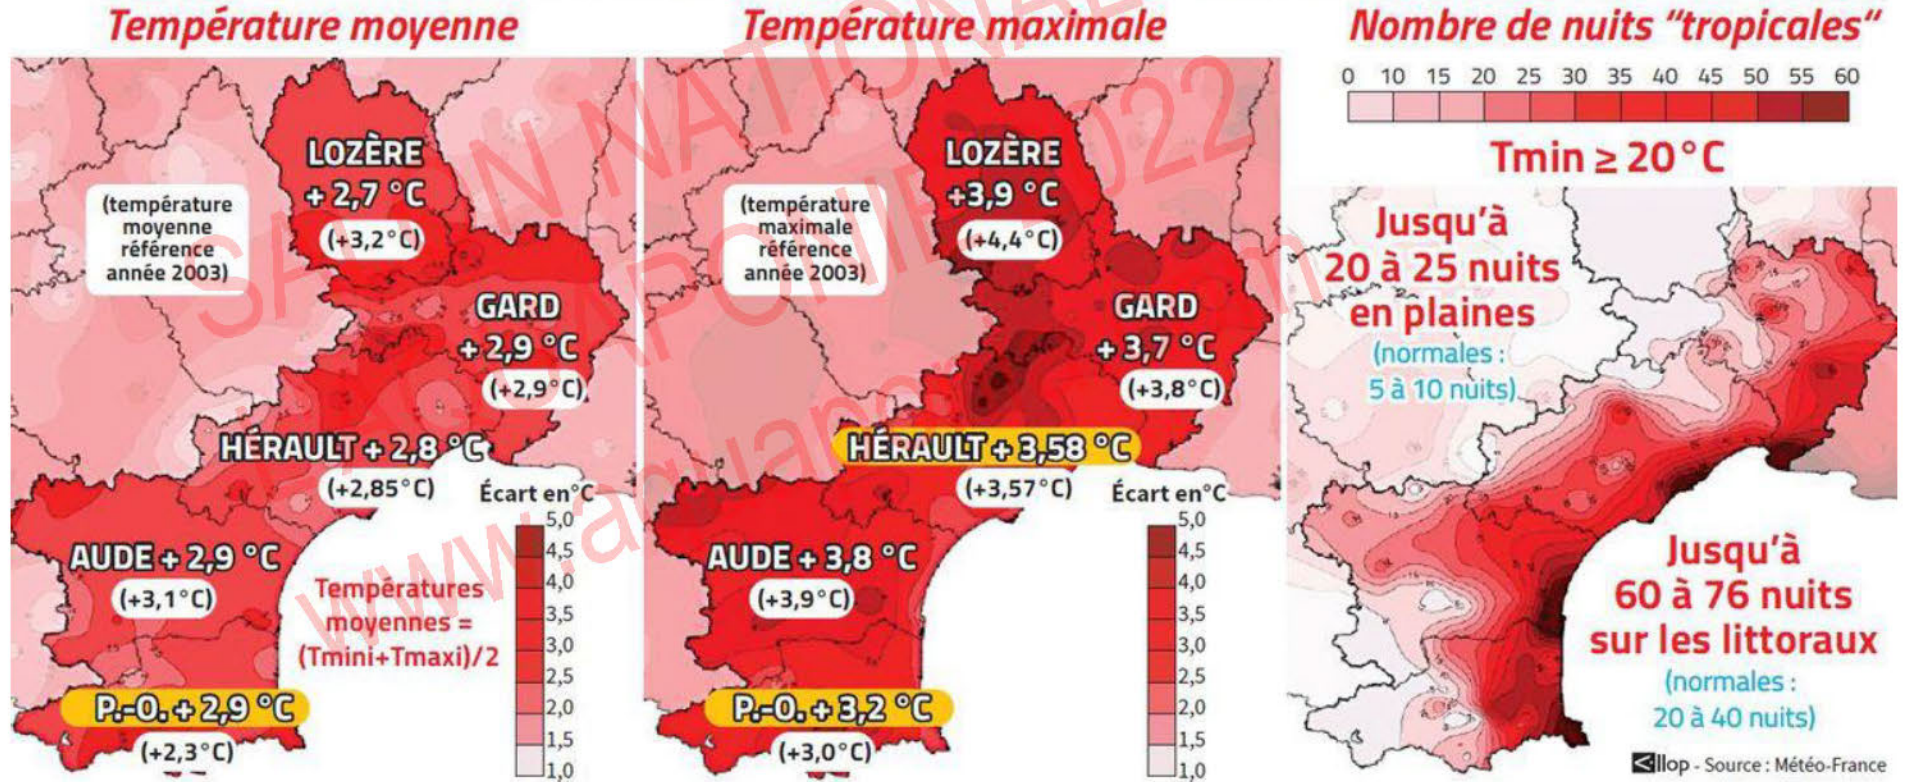 Température moyenne
LOZÈRE
+ 2,7 °C
(+3,2°C)
(température
moyenne
référence
année 2003)
GARD
+ 2,9 °C
(+2,9°C)
HÉRAULT + 2,8 °C
(+2,85°C)
AUDE + 2,9 °C
(+3,1°C)
Températures
moyennes =
(Tmini+Tmaxi)/2
P.-O. + 2,9 °C
(+2,3°C)
Écart en°C
5,0
4,5
4,0
3,5
3,0
2,5
2,0
1,5
1,0
Température maximale
LOZÈRE
+3,9 °C
(+4,4°C)
(température
maximale
référence
année 2003)
GARD
+ 3,7 °C
(+3,8°C)
HÉRAULT + 3,58 °C
(+3,57°C)
AUDE + 3,8 °C
(+3,9°C)
P.-O. + 3,2 °C
(+3,0°C)
Écart en°C
5,0
4,5
4,0
3,5
3,0
2,5
2,0
1,5
1,0
Nombre de nuits “tropicales“
0 10 15 20 25 30 35 40 45 50 55 60
Tmin ≥ 20°C
Jusqu’à
20 à 25 nuits
en plaines
(normales :
5 à 10 nuits)
Jusqu’à
60 à 76 nuits
sur les littoraux
(normales :
20 à 40 nuits)
llop - Source : Météo-France
NATIONAL
2022